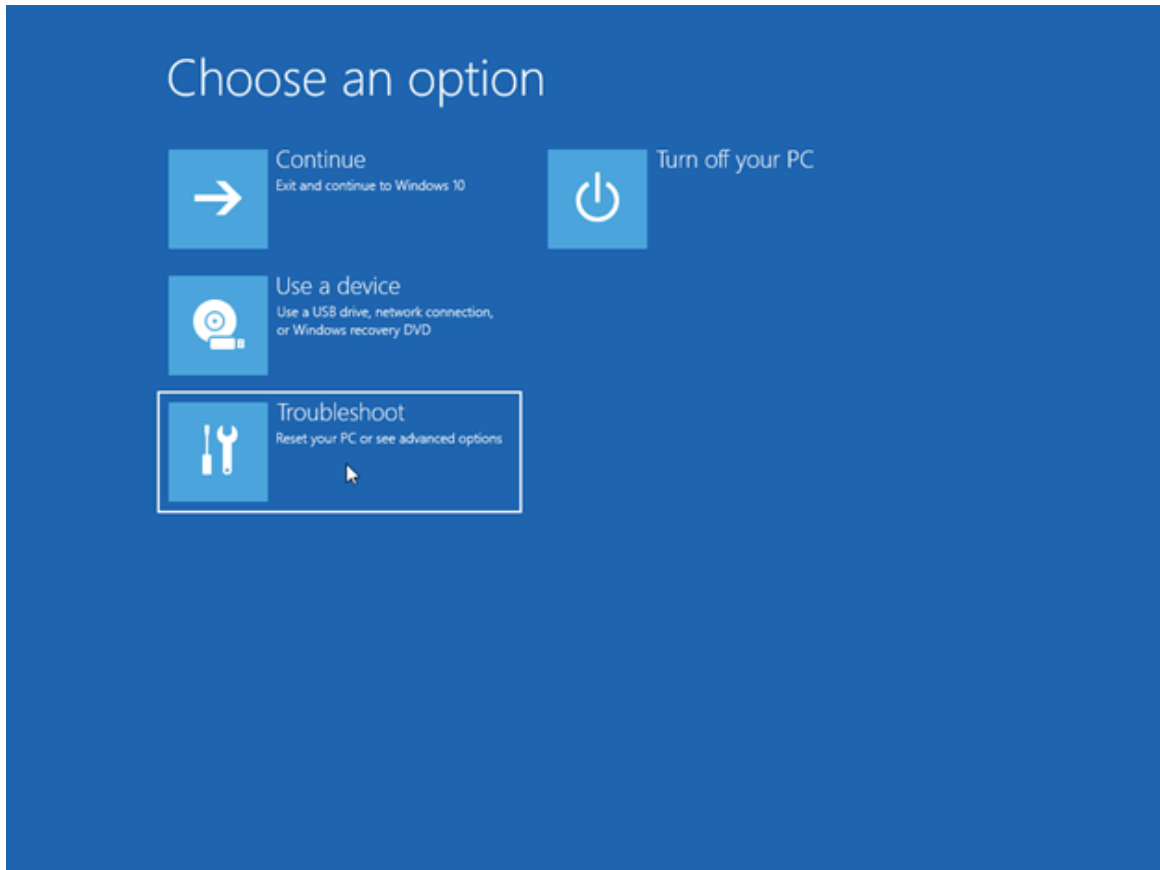 Choose an option
Continue
Exit and continue to Windows 10
Turn off your PC
Use a device
Use a USB drive, network connection,
or Windows recovery DVD
Troubleshoot
Reset your PC or see advanced options